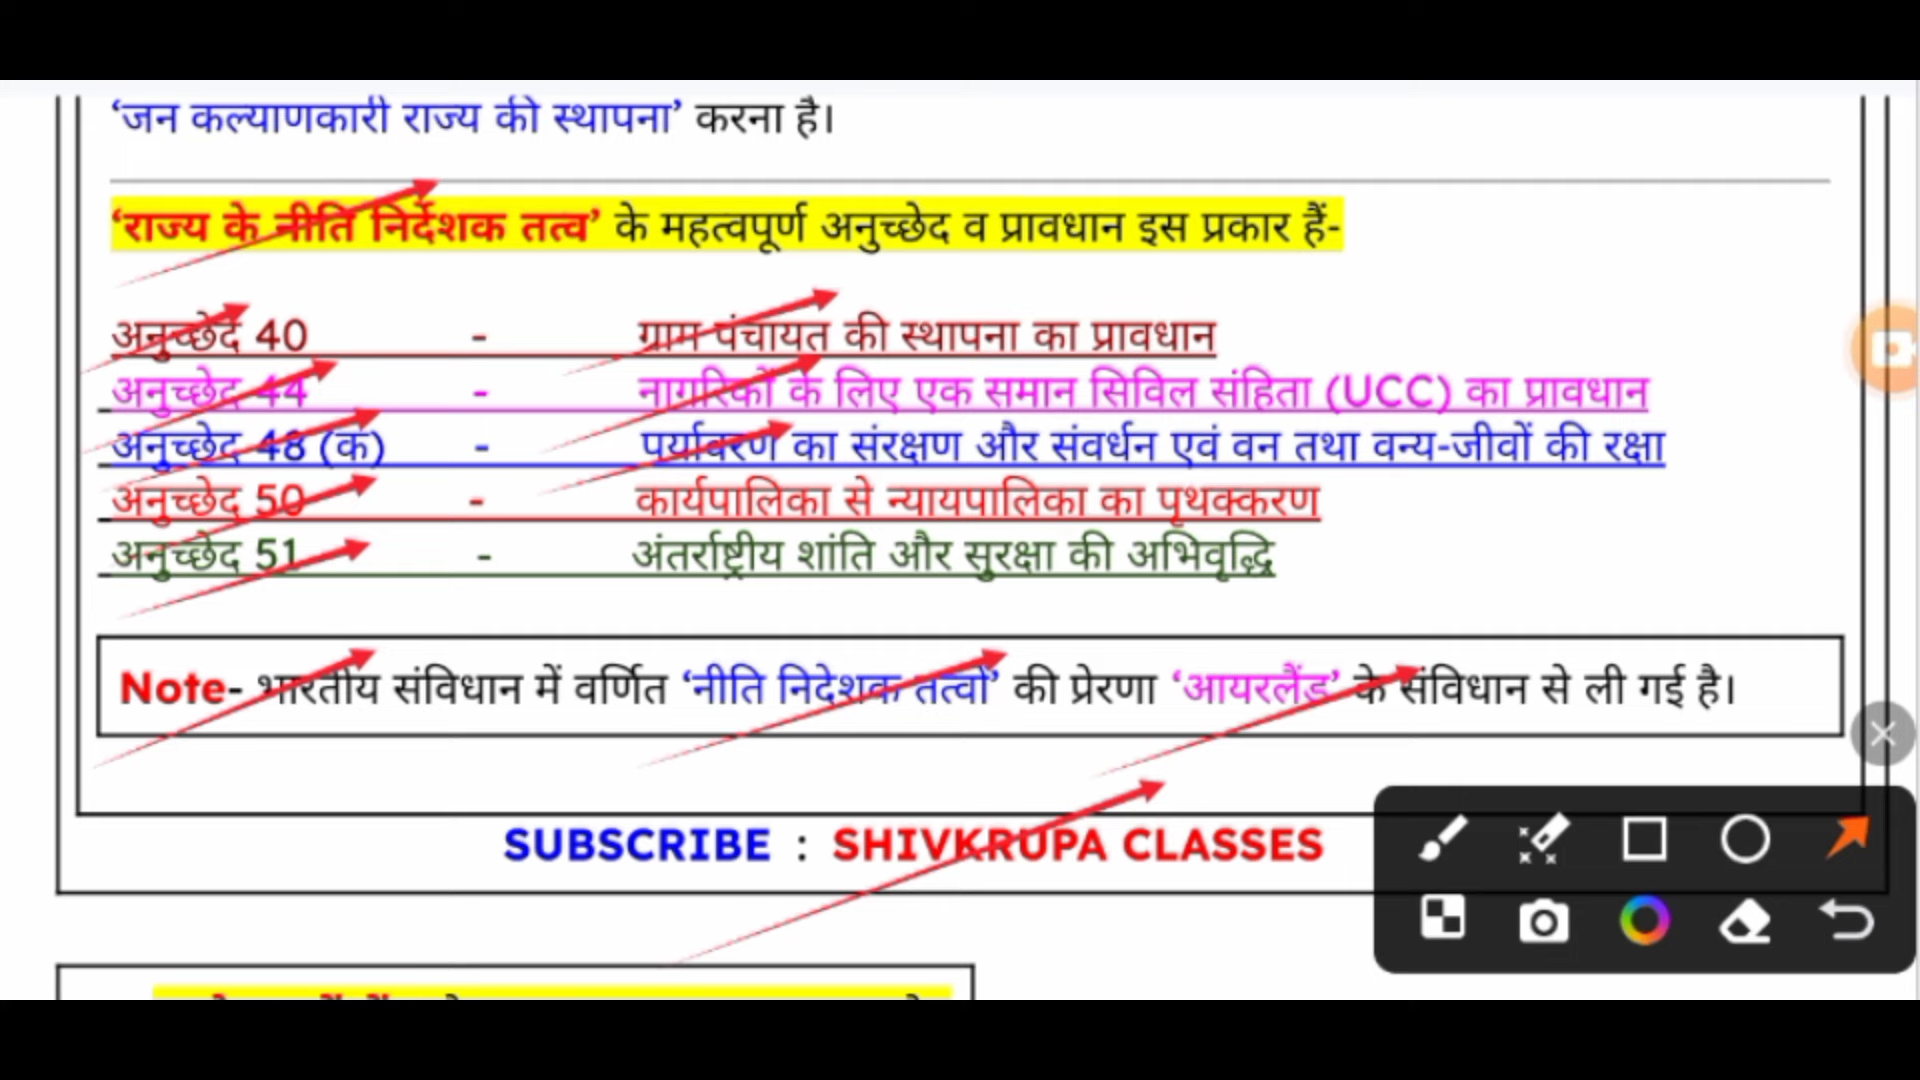 ‘जन कल्याणकारी राज्य की स्थापना’ करना है।
‘राज्य के नीति निर्देशक तत्व’ के महत्वपूर्ण अनुच्छेद व प्रावधान इस प्रकार हैं-
अनुच्छेद 40 - ग्राम पंचायत की स्थापना का प्रावधान
अनुच्छेद 44 - नागरिकों के लिए एक समान सिविल संहिता (UCC) का प्रावधान
अनुच्छेद 48 (क) - पर्यावरण का संरक्षण और संवर्धन एवं वन तथा वन्य-जीवों की रक्षा
अनुच्छेद 50 - कार्यपालिका से न्यायपालिका का पृथक्करण
अनुच्छेद 51 - अंतर्राष्ट्रीय शांति और सुरक्षा की अभिवृद्धि
Note- भारतीय संविधान में वर्णित ‘नीति निदेशक तत्वों’ की प्रेरणा ‘आयरलैंड’ के संविधान से ली गई है।
SUBSCRIBE : SHIVKRUPA CLASSES